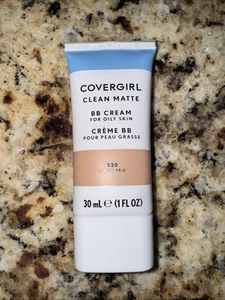 COVERGIRL
CLEAN MATTE
BB CREAM
FOR OILY SKIN
CRÈME BB
POUR PEAU GRASSE
520
30 mL ℮ (1 FL OZ)